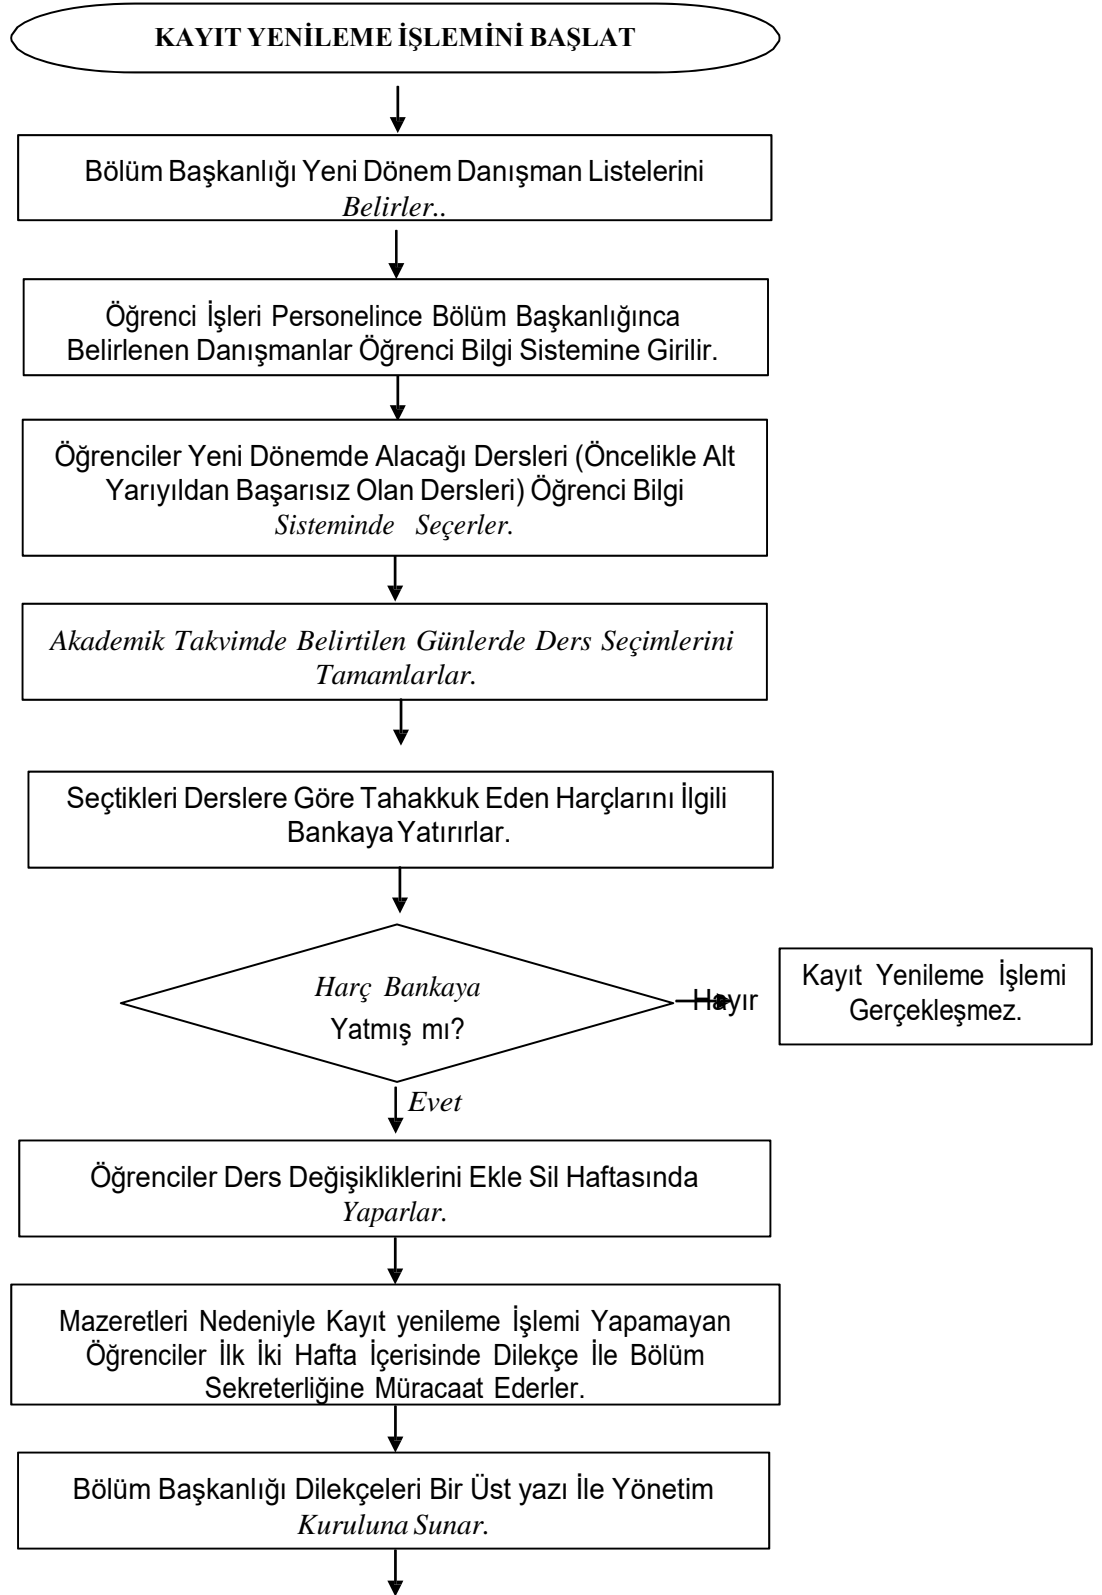 KAYIT YENİLEME İŞLEMİNİ BAŞLAT
Bölüm Başkanlığı Yeni Dönem Danışman Listelerini
Belirler..
Öğrenci İşleri Personelince Bölüm Başkanlığınca
Belirlenen Danışmanlar Öğrenci Bilgi Sistemine Girilir.
Öğrenciler Yeni Dönemde Alacağı Dersleri (Öncelikle Alt
Yarıyıldan Başarısız Olan Dersleri) Öğrenci Bilgi
Sisteminde Seçerler.
Akademik Takvimde Belirtilen Günlerde Ders Seçimlerini
Tamamlarlar.
Seçtikleri Derslere Göre Tahakkuk Eden Harçlarını İlgili
Bankaya Yatırırlar.
Harç Bankaya
Yatmış mı?
Hayır
Kayıt Yenileme İşlemi
Gerçekleşmez.
Evet
Öğrenciler Ders Değişikliklerini Ekle Sil Haftasında
Yaparlar.
Mazeretleri Nedeniyle Kayıt yenileme İşlemi Yapamayan
Öğrenciler İlk İki Hafta İçerisinde Dilekçe İle Bölüm
Sekreterliğine Müracaat Ederler.
Bölüm Başkanlığı Dilekçeleri Bir Üst yazı İle Yönetim
Kuruluna Sunar.